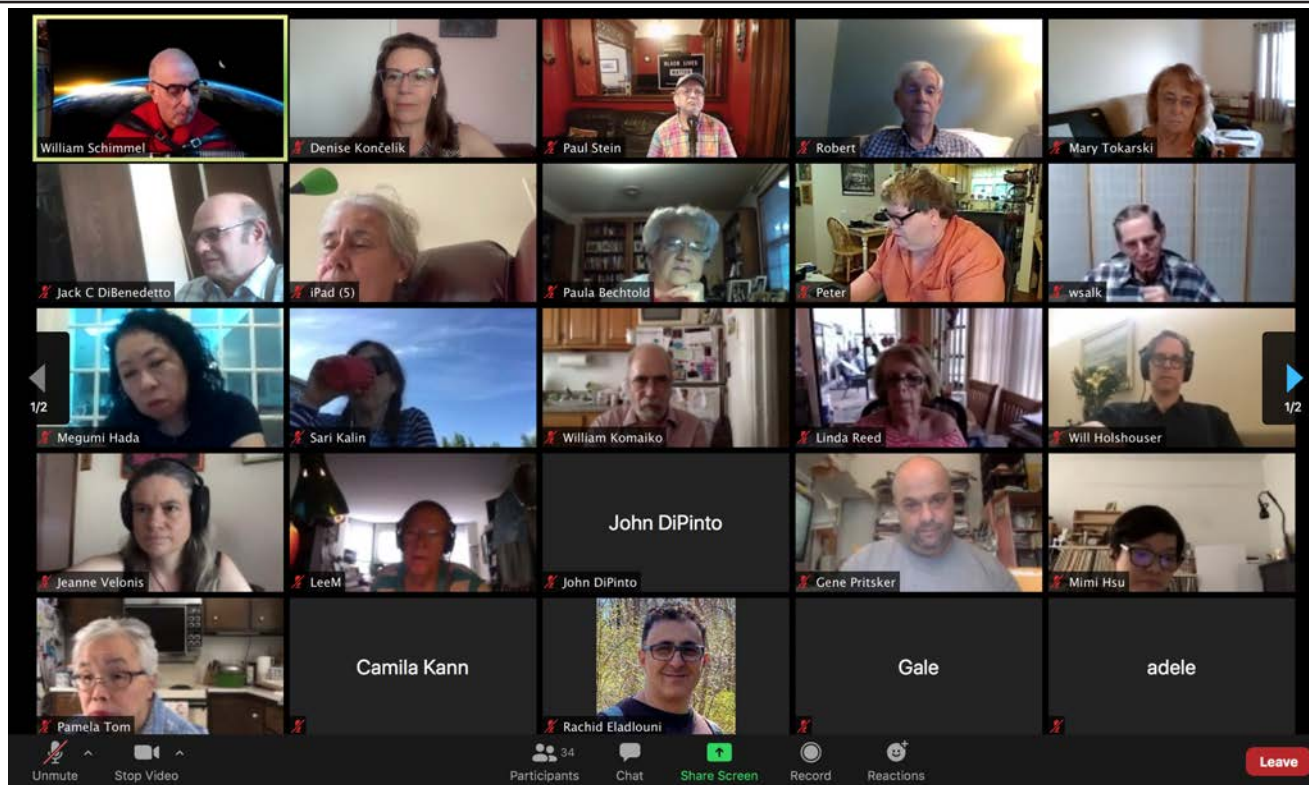 William Schimmel
Denise Končelik
BLACK LIVES
MATTER
Paul Stein
Robert
Mary Tokarski
Jack C DiBenedetto
iPad (5)
Paula Bechtold
Peter
wsalk
1/2
Megumi Hada
Sari Kalin
William Komaiko
Linda Reed
Will Holshouser
1/2
Jeanne Velonis
LeeM
John DiPinto
John DiPinto
Gene Pritsker
Mimi Hsu
Pamela Tom
Camila Kann
Rachid Eladlouni
Gale
adele
Unmute
Stop Video
Participants
34
Chat
Share Screen
Record
Reactions
Leave